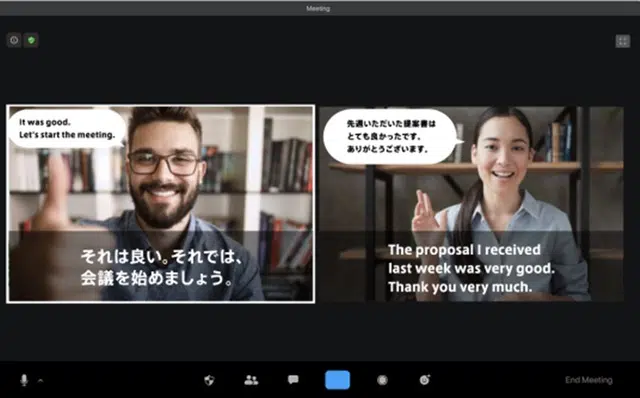 Meeting
It was good.
Let's start the meeting.
それは良い。それでは、
会議を始めましょう。
先週いただいた提案書は
とても良かったです。
ありがとうございます。
The proposal I received
last week was very good.
Thank you very much.
End Meeting